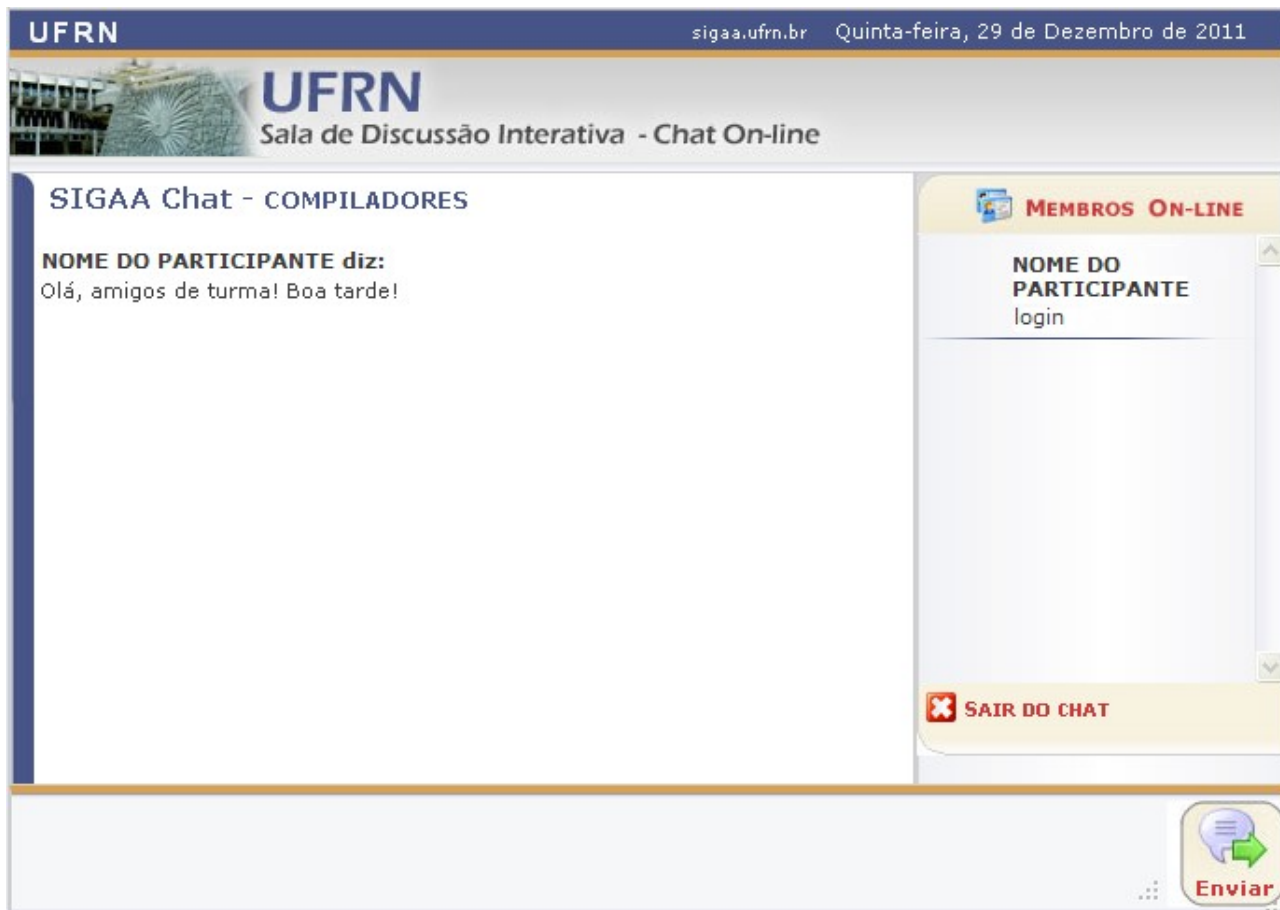 UFRN
sigaa.ufrn.br Quinta-feira, 29 de Dezembro de 2011
UFRN
Sala de Discussão Interativa - Chat On-line
SIGAA Chat - COMPILADORES
NOME DO PARTICIPANTE diz:
Olá, amigos de turma! Boa tarde!
MEMBROS ON-LINE
NOME DO
PARTICIPANTE
login
SAIR DO CHAT
Enviar